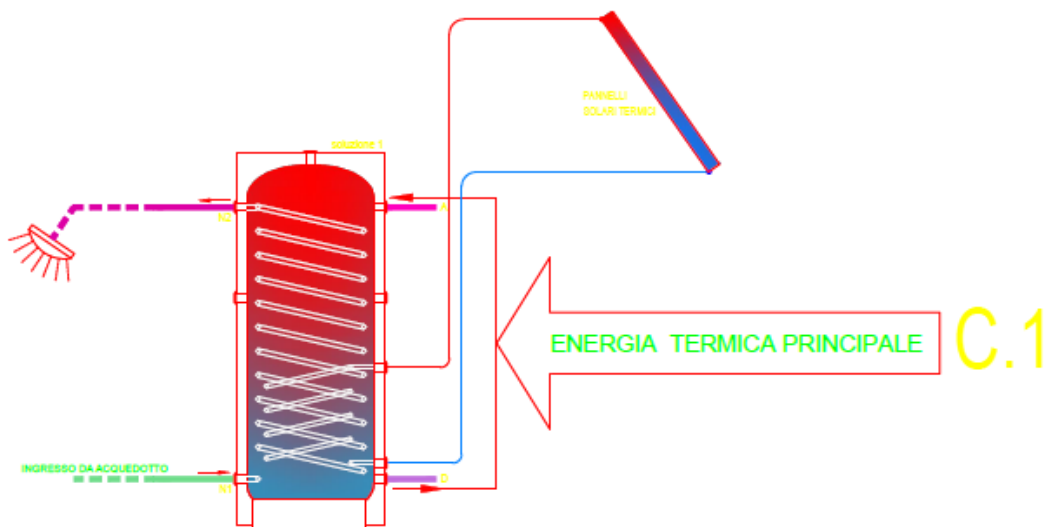 PANNELLI
SOLARI TERMICI
soluzione 1
N2
A
ENERGIA TERMICA PRINCIPALE
C.1
INGRESSO DA ACQUEDOTTO
N1
D